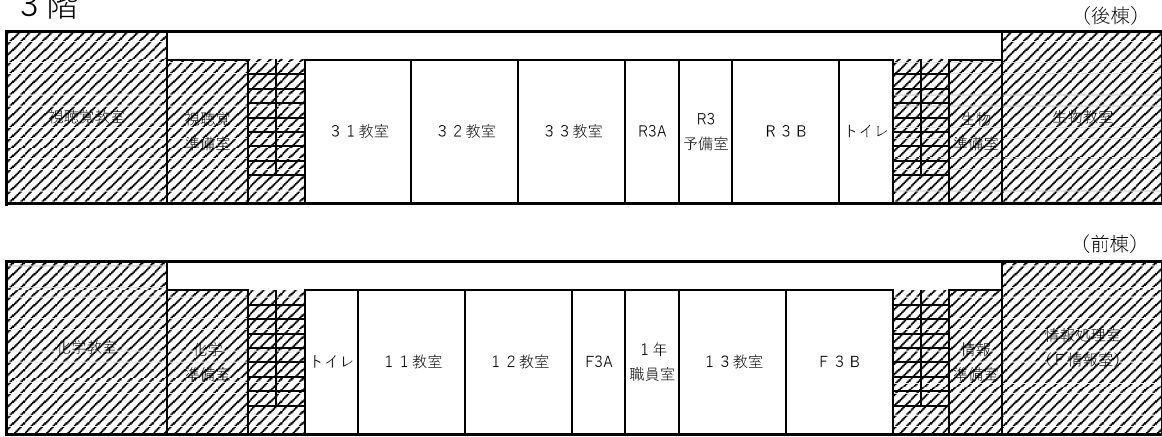 ３階
（後棟）
視聴覚教室
視聴覚
準備室
３１教室
３２教室
３３教室
R3A
R3
予備室
Ｒ３Ｂ
トイレ
生物
準備室
生物教室
（前棟）
化学教室
化学
準備室
トイレ
１１教室
１２教室
F3A
１年
職員室
１３教室
Ｆ３Ｂ
情報
準備室
情報処理室
（Ｆ情報室）